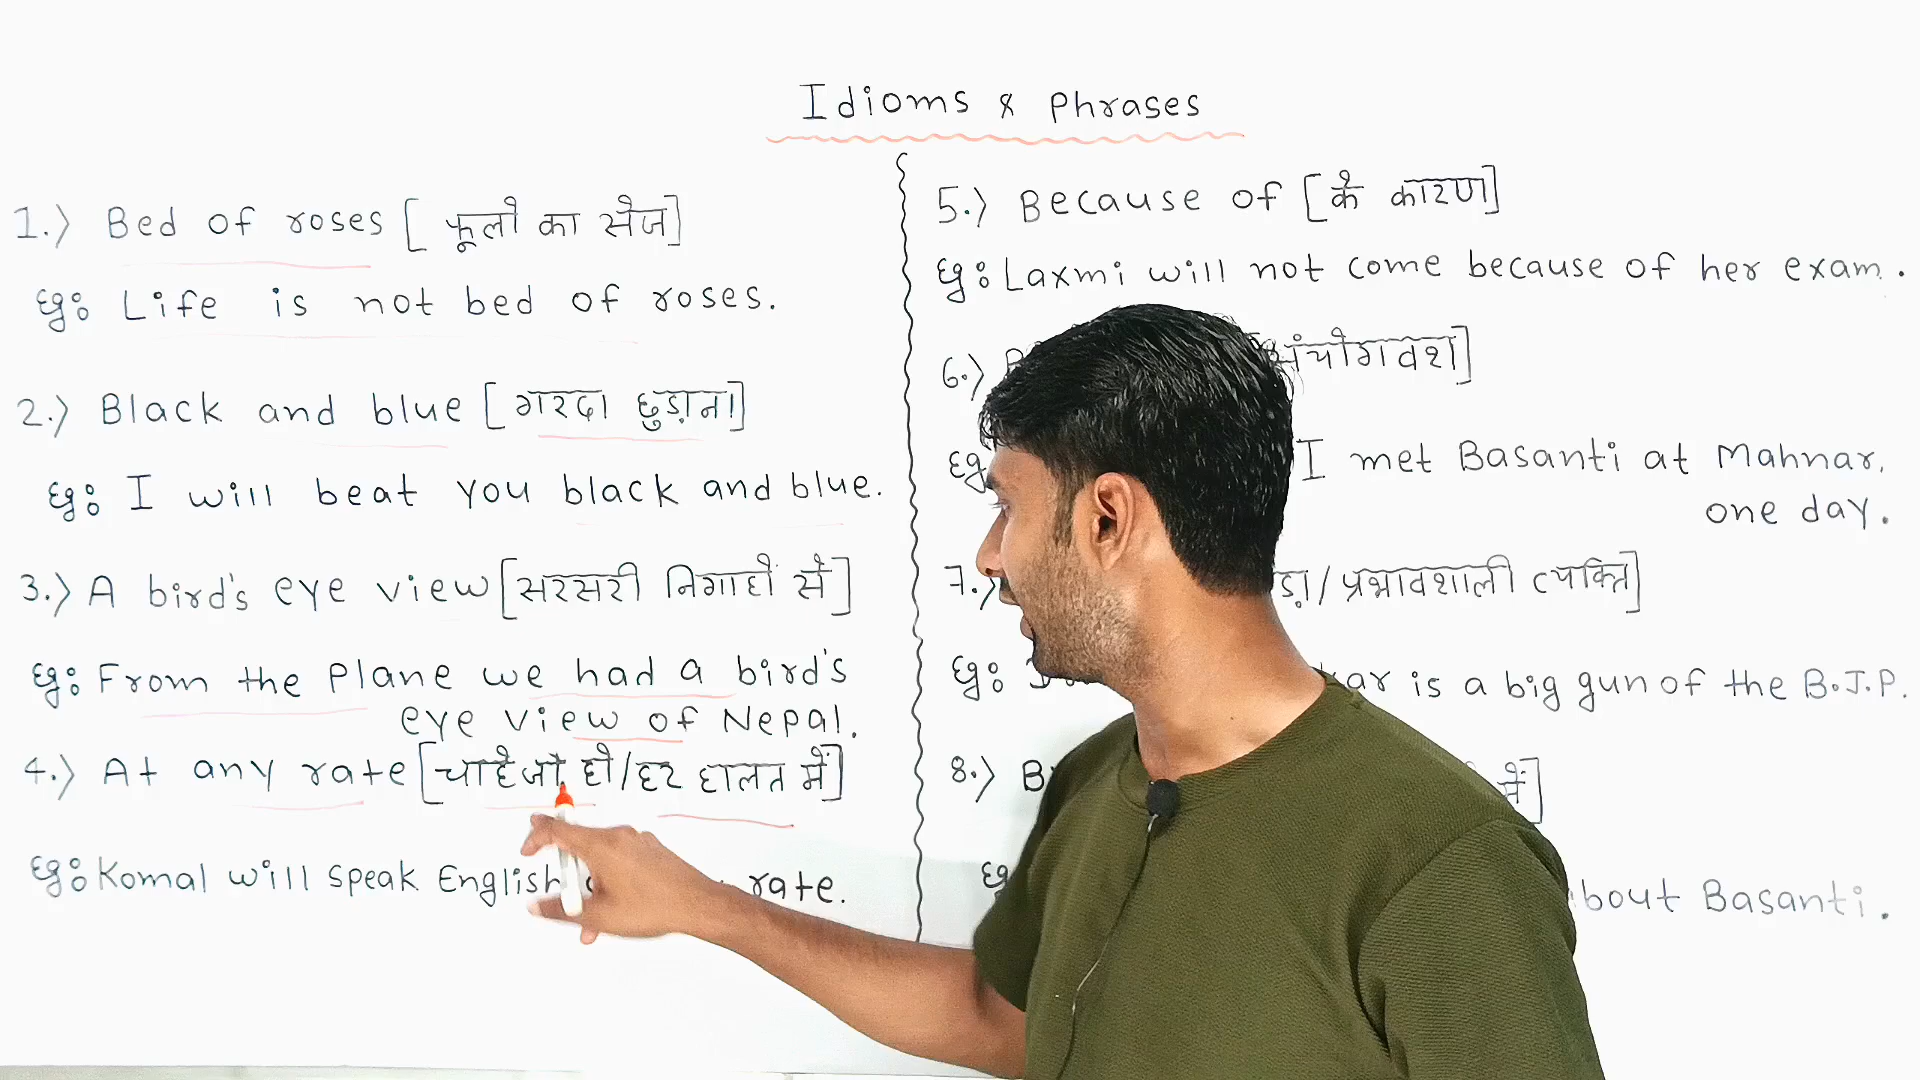 Idioms & Phrases
1.) Bed of roses [फूलों का सेज]
Eg: Life is not bed of roses.
2.) Black and blue [गरदा छुड़ाना]
Eg: I will beat you black and blue.
3.) A bird's eye view [सरसरी निगाहों से]
Eg: From the plane we had a bird's
eye view of Nepal.
4.) At any rate [चाहे जो हो/हर हालत में]
Eg: Komal will speak English rate.
5.) Because of [के कारण]
Eg: Laxmi will not come because of her exam.
6.) संयोगवश]
Eg I met Basanti at Mahnar,
one day.
7.) प्रभावशाली व्यक्ति]
Eg: is a big gun of the B.J.P.
8.) में]
Eg Basanti.